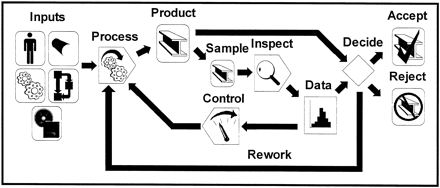 Inputs
Process
Product
Sample
Inspect
Decide
Accept
Data
Reject
Control
Rework